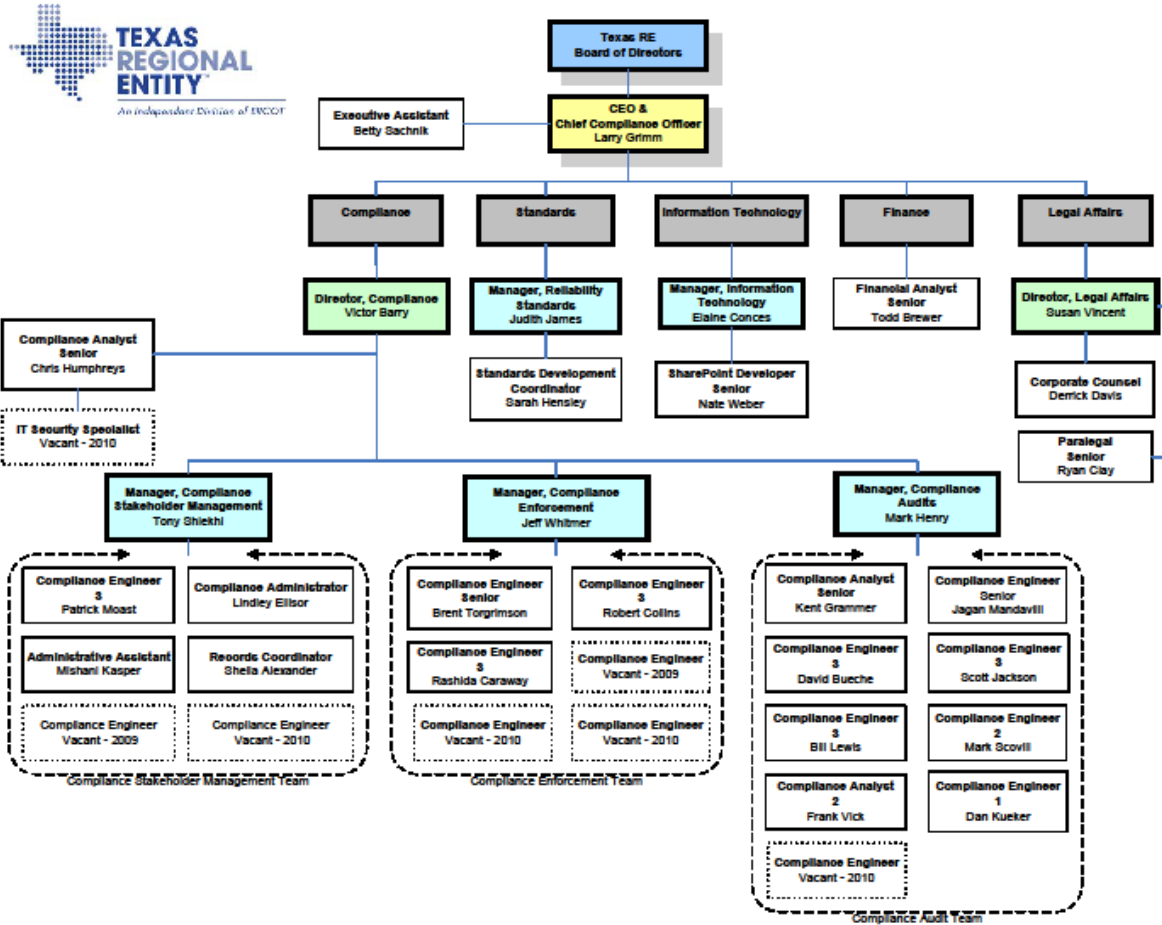 TEXAS
REGIONAL
ENTITY™
An Independent Division of ERCOT
Texas RE
Board of Directors
CEO &
Chief Compliance Officer
Larry Grimm
Executive Assistant
Betty Sachnik
Compliance
Standards
Information Technology
Finance
Legal Affairs
Director, Compliance
Victor Barry
Manager, Reliability
Standards
Judith James
Manager, Information
Technology
Elaine Conces
Financial Analyst
Senior
Todd Brewer
Director, Legal Affairs
Susan Vincent
Compliance Analyst
Senior
Chris Humphreys
Standards Development
Coordinator
Sarah Hensley
SharePoint Developer
Senior
Nate Weber
Corporate Counsel
Derrick Davis
IT Security Specialist
Vacant - 2010
Paralegal
Senior
Ryan Clay
Manager, Compliance
Stakeholder Management
Tony Shiekhi
Manager, Compliance
Enforcement
Jeff Whitmer
Manager, Compliance
Audits
Mark Henry
Compliance Engineer
3
Patrick Moast
Compliance Administrator
Lindley Ellisor
Administrative Assistant
Mishani Kasper
Records Coordinator
Sheila Alexander
Compliance Engineer
Vacant - 2009
Compliance Engineer
Vacant - 2010
Compliance Stakeholder Management Team
Compliance Engineer
Senior
Brent Torgrimson
Compliance Engineer
3
Robert Collins
Compliance Engineer
3
Rashida Caraway
Compliance Engineer
Vacant - 2009
Compliance Engineer
Vacant - 2010
Compliance Engineer
Vacant - 2010
Compliance Enforcement Team
Compliance Analyst
Senior
Kent Grammer
Compliance Engineer
Senior
Jagan Mandavilli
Compliance Engineer
3
David Bueche
Compliance Engineer
3
Scott Jackson
Compliance Engineer
3
Bill Lewis
Compliance Engineer
2
Mark Scovill
Compliance Analyst
2
Frank Vick
Compliance Engineer
1
Dan Kueker
Compliance Engineer
Vacant - 2010
Compliance Audit Team